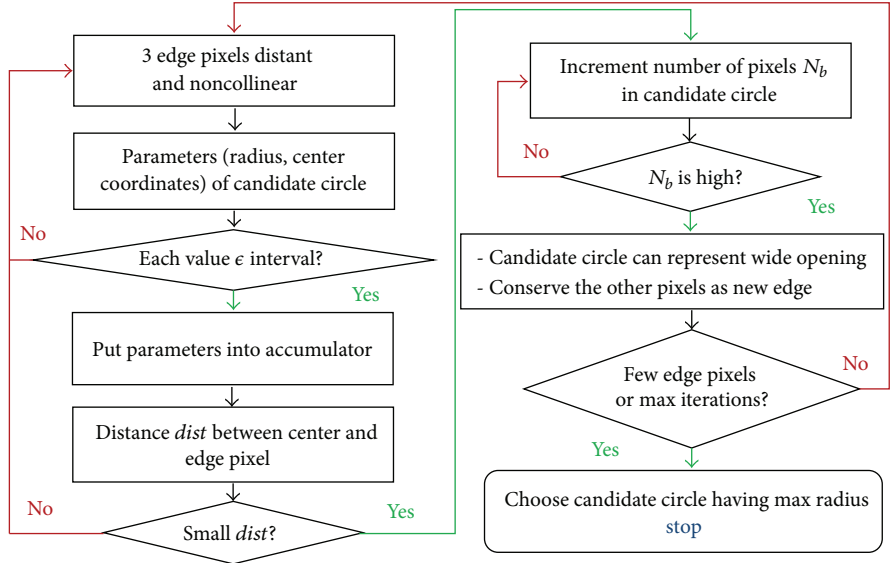 3 edge pixels distant
and noncollinear
Parameters (radius, center
coordinates) of candidate circle
No
Each value ϵ interval?
Yes
Put parameters into accumulator
Distance dist between center and
edge pixel
No
Yes
Small dist?
Increment number of pixels N_b
in candidate circle
No
N_b is high?
Yes
- Candidate circle can represent wide opening
- Conserve the other pixels as new edge
No
Few edge pixels
or max iterations?
Yes
Choose candidate circle having max radius
stop